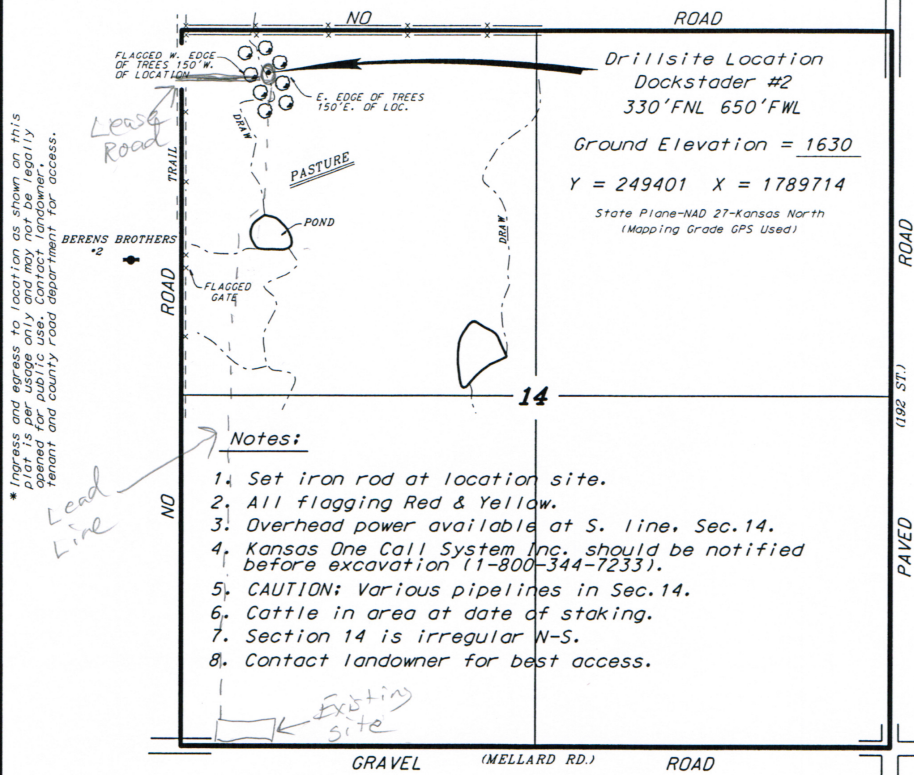 NO ROAD
FLAGGED W. EDGE
OF TREES 150'W.
OF LOCATION
E. EDGE OF TREES
150'E. OF LOC.
Drillsite Location
Dockstader #2
330'FNL 650'FWL
Ground Elevation = 1630
Y = 249401 X = 1789714
State Plane-NAD 27-Kansas North
(Mapping Grade GPS Used)
Lease
Road
TRAIL
DRAW
PASTURE
POND
DRAW
BERENS BROTHERS
#2
FLAGGED
GATE
NO ROAD
PAVED (192 ST.) ROAD
* Ingress and egress to location as shown on this
plat is per usage only and may not be legally
opened for public use. Contact landowner,
tenant and county road department for access.
14
Lead
Line
Notes:
1. Set iron rod at location site.
2. All flagging Red & Yellow.
3. Overhead power available at S. line, Sec.14.
4. Kansas One Call System Inc. should be notified
before excavation (1-800-344-7233).
5. CAUTION: Various pipelines in Sec.14.
6. Cattle in area at date of staking.
7. Section 14 is irregular N-S.
8. Contact landowner for best access.
Existing
site
GRAVEL (MELLARD RD.) ROAD